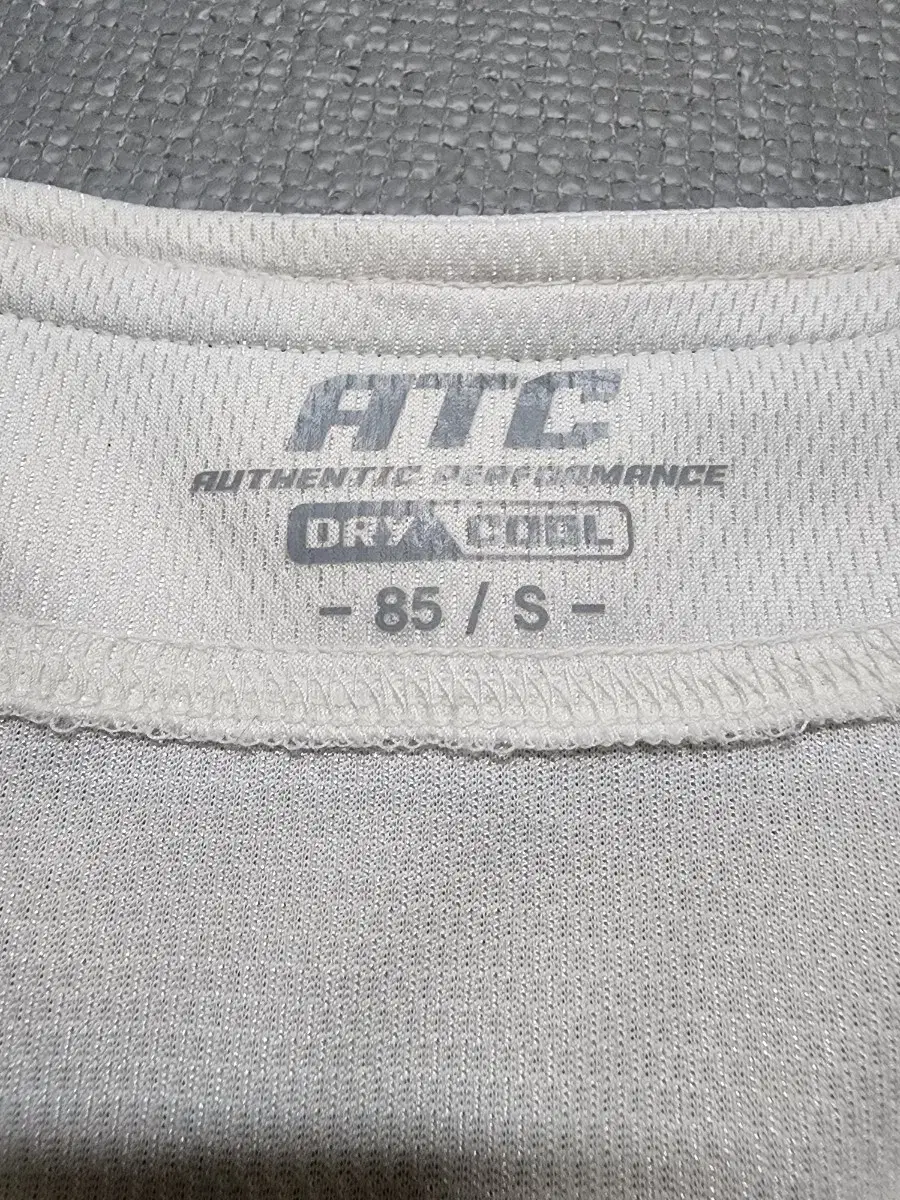 ATC
AUTHENTIC PERFORMANCE
DRY COOL
- 85 / S -